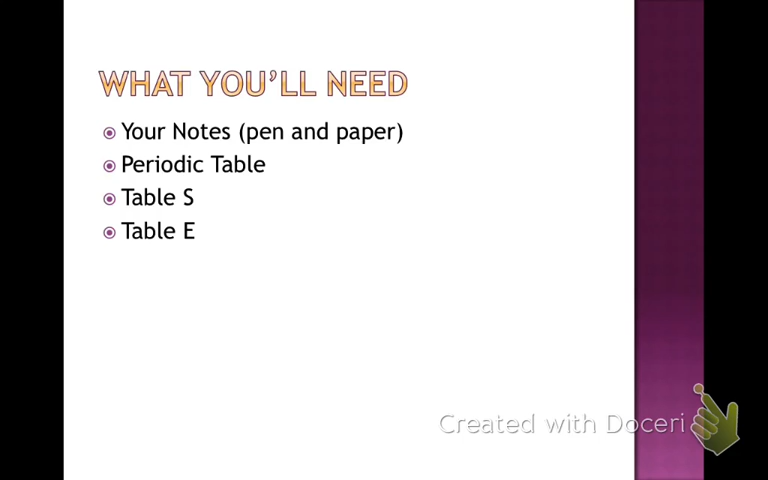 WHAT YOU'LL NEED
Your Notes (pen and paper)
Periodic Table
Table S
Table E
Created with Doceri